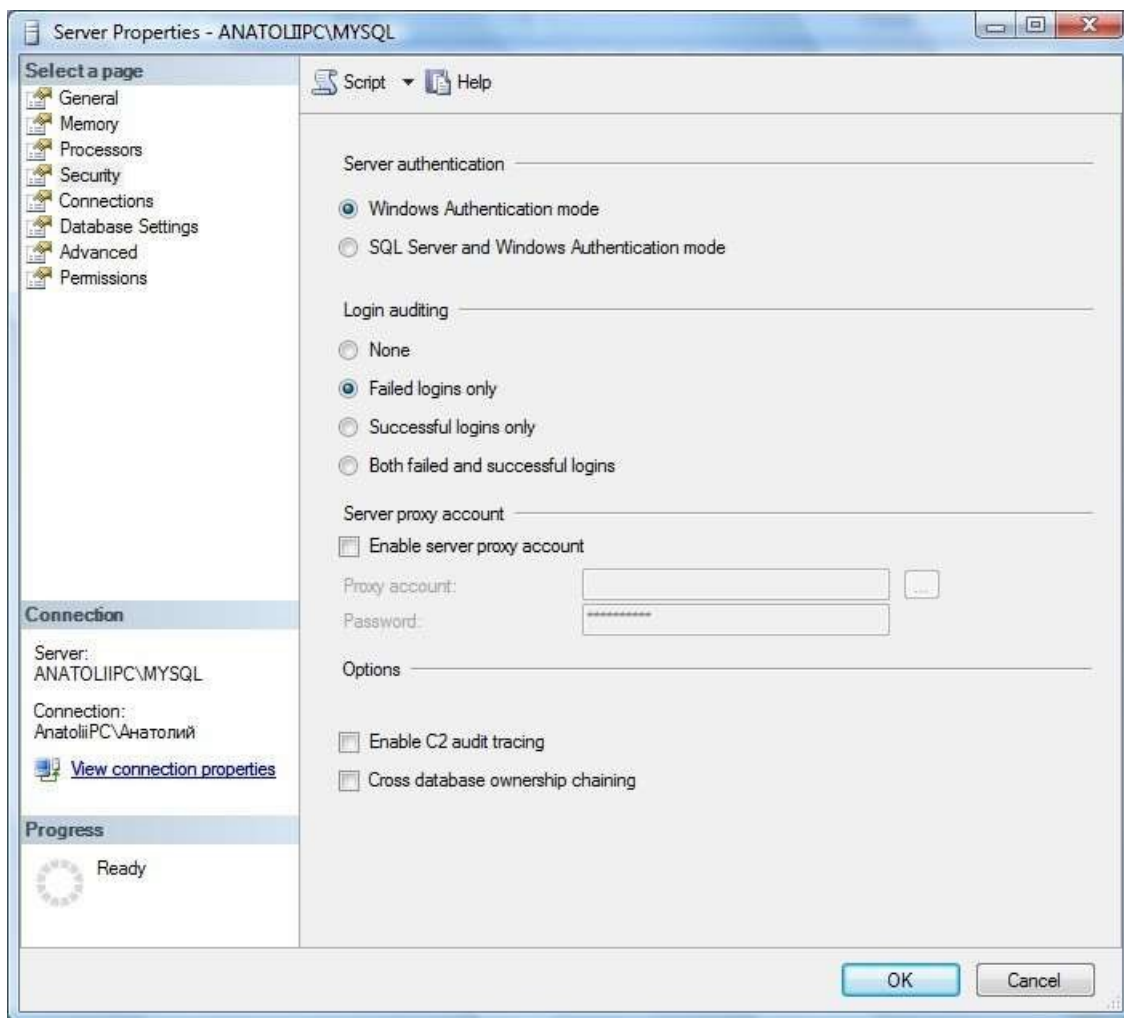 Server Properties - ANATOLIIPC\MYSQL
Select a page
General
Memory
Processors
Security
Connections
Database Settings
Advanced
Permissions
Connection
Server:
ANATOLIIPC\MYSQL
Connection:
AnatoliiPC\Анатолий
View connection properties
Progress
Ready
Script Help
Server authentication
Windows Authentication mode
SQL Server and Windows Authentication mode
Login auditing
None
Failed logins only
Successful logins only
Both failed and successful logins
Server proxy account
Enable server proxy account
Proxy account: ...
Password: **********
Options
Enable C2 audit tracing
Cross database ownership chaining
OK Cancel